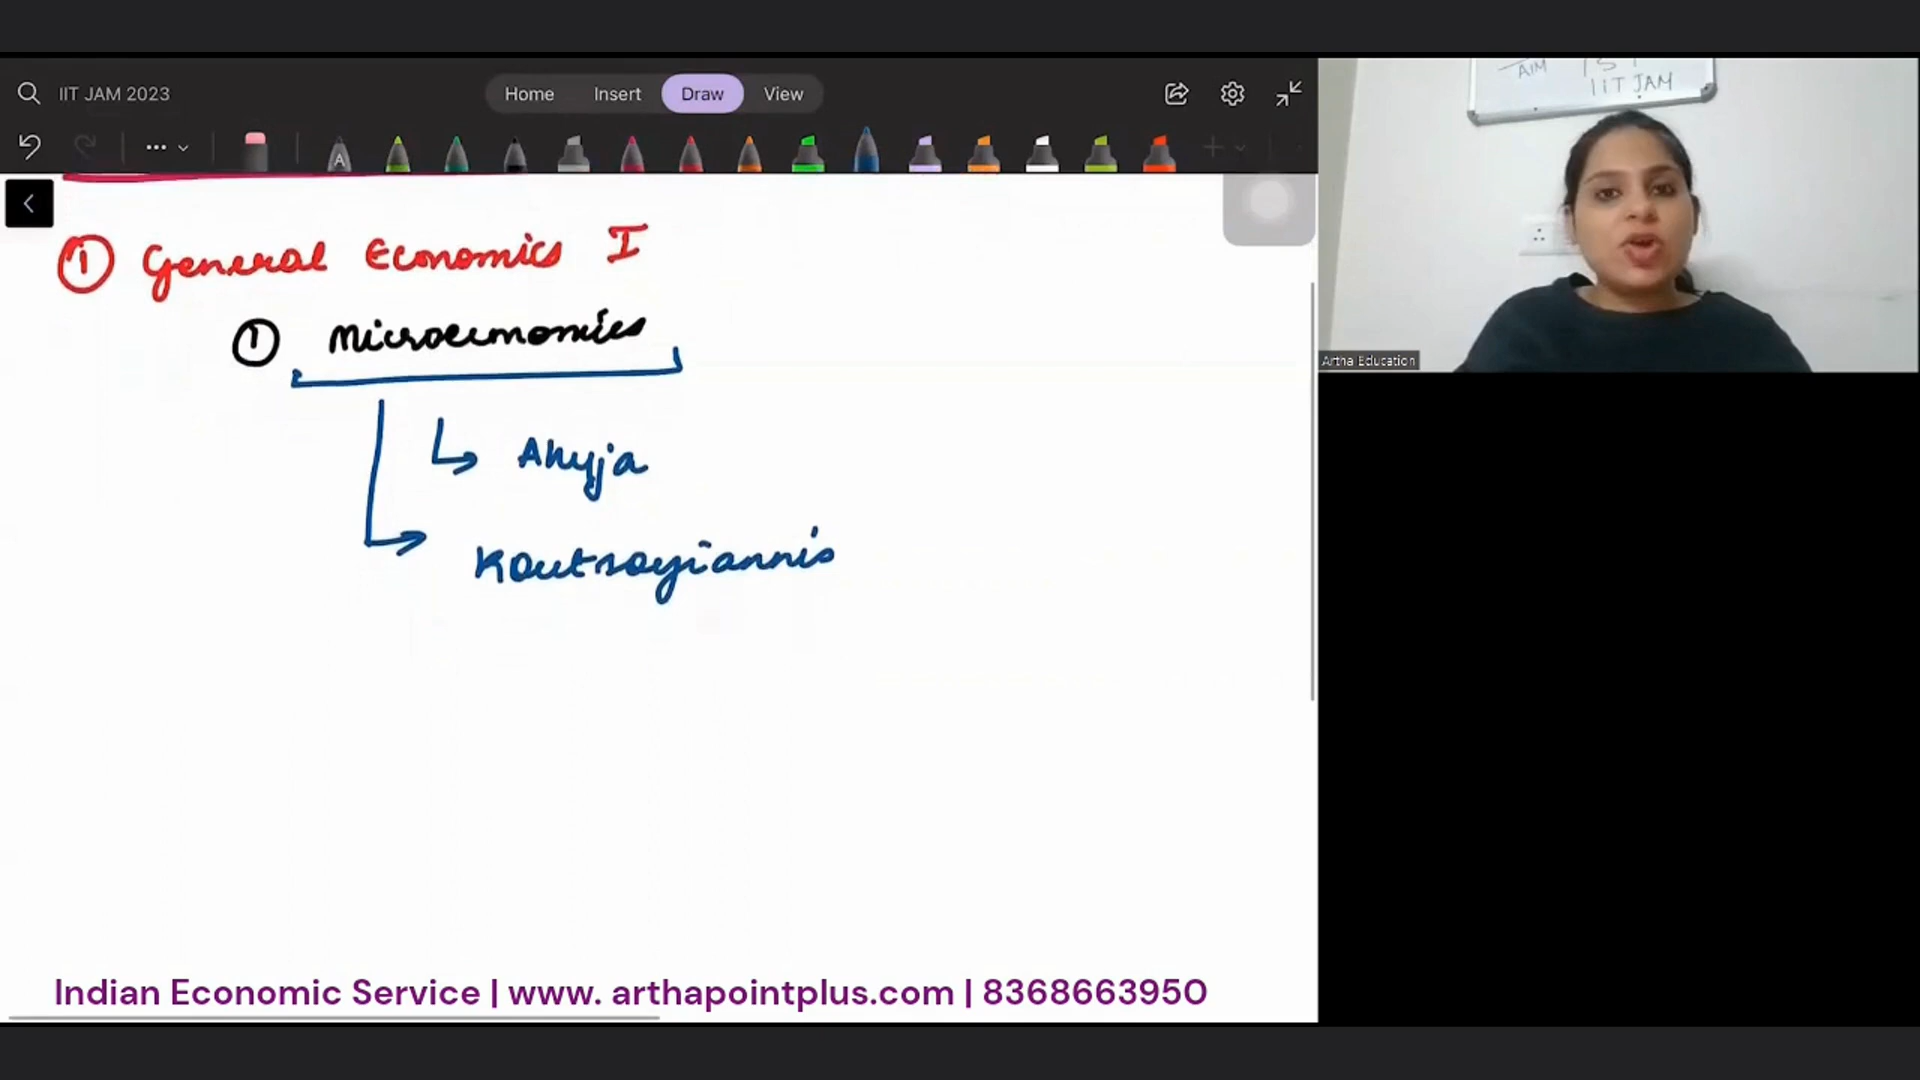 IIT JAM 2023
Home Insert Draw View
A
AIM
IIT JAM
① General Economics I
① Microeconomics
Ahuja
Koutsoyiannis
Artha Education
Indian Economic Service | www. arthapointplus.com | 8368663950